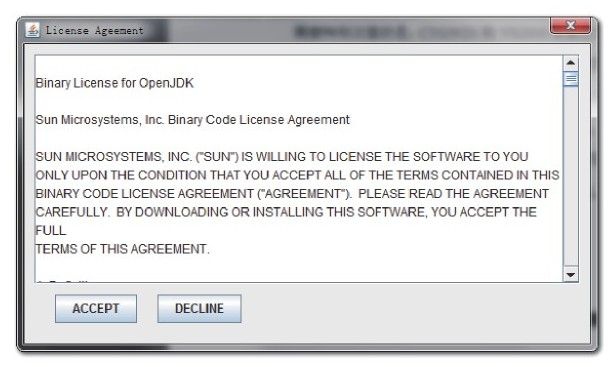 License Ageement
Binary License for OpenJDK
Sun Microsystems, Inc. Binary Code License Agreement
SUN MICROSYSTEMS, INC. ("SUN") IS WILLING TO LICENSE THE SOFTWARE TO YOU
ONLY UPON THE CONDITION THAT YOU ACCEPT ALL OF THE TERMS CONTAINED IN THIS
BINARY CODE LICENSE AGREEMENT ("AGREEMENT").  PLEASE READ THE AGREEMENT
CAREFULLY.  BY DOWNLOADING OR INSTALLING THIS SOFTWARE, YOU ACCEPT THE
FULL
TERMS OF THIS AGREEMENT.
ACCEPT
DECLINE